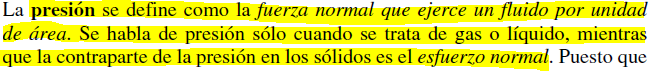 La presión se define como la fuerza normal que ejerce un fluido por unidad
de área. Se habla de presión sólo cuando se trata de gas o líquido, mientras
que la contraparte de la presión en los sólidos es el esfuerzo normal. Puesto que